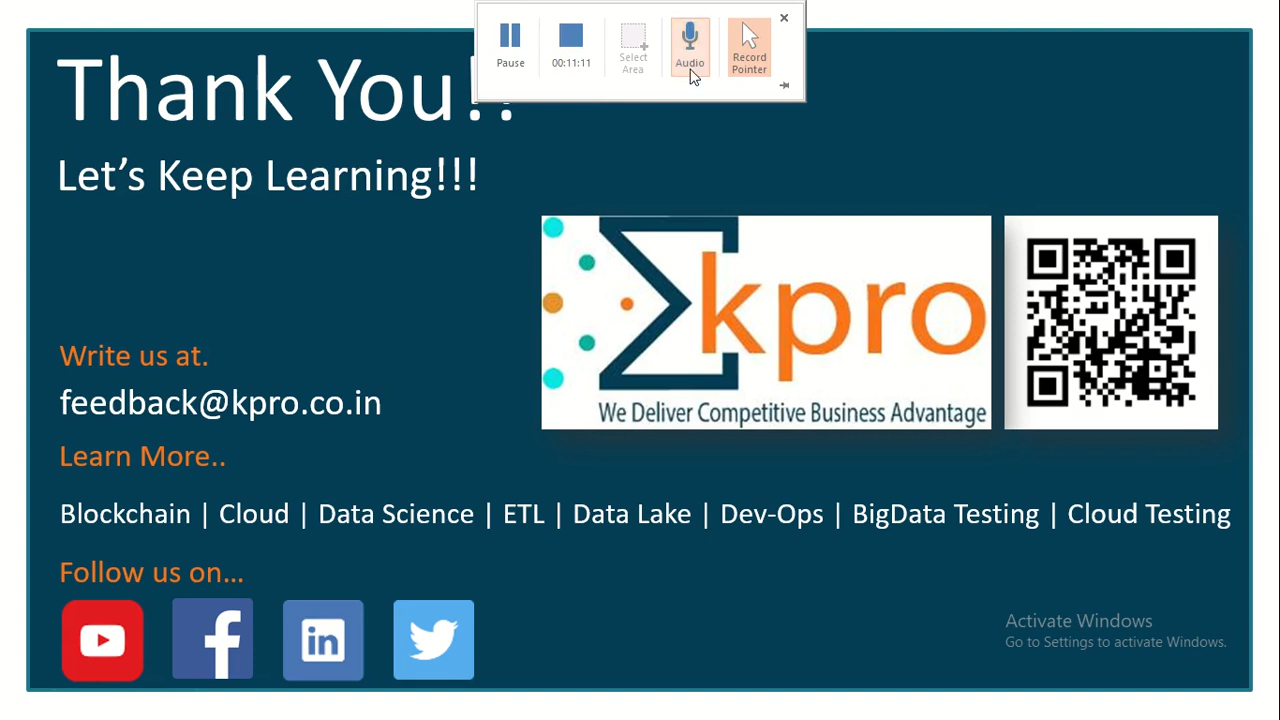 Pause
00:11:11
Select
Area
Audio
Record
Pointer
Thank You!!
Let's Keep Learning!!!
kpro
We Deliver Competitive Business Advantage
Write us at.
feedback@kpro.co.in
Learn More..
Blockchain | Cloud | Data Science | ETL | Data Lake | Dev-Ops | BigData Testing | Cloud Testing
Follow us on...
f
in
Activate Windows
Go to Settings to activate Windows.